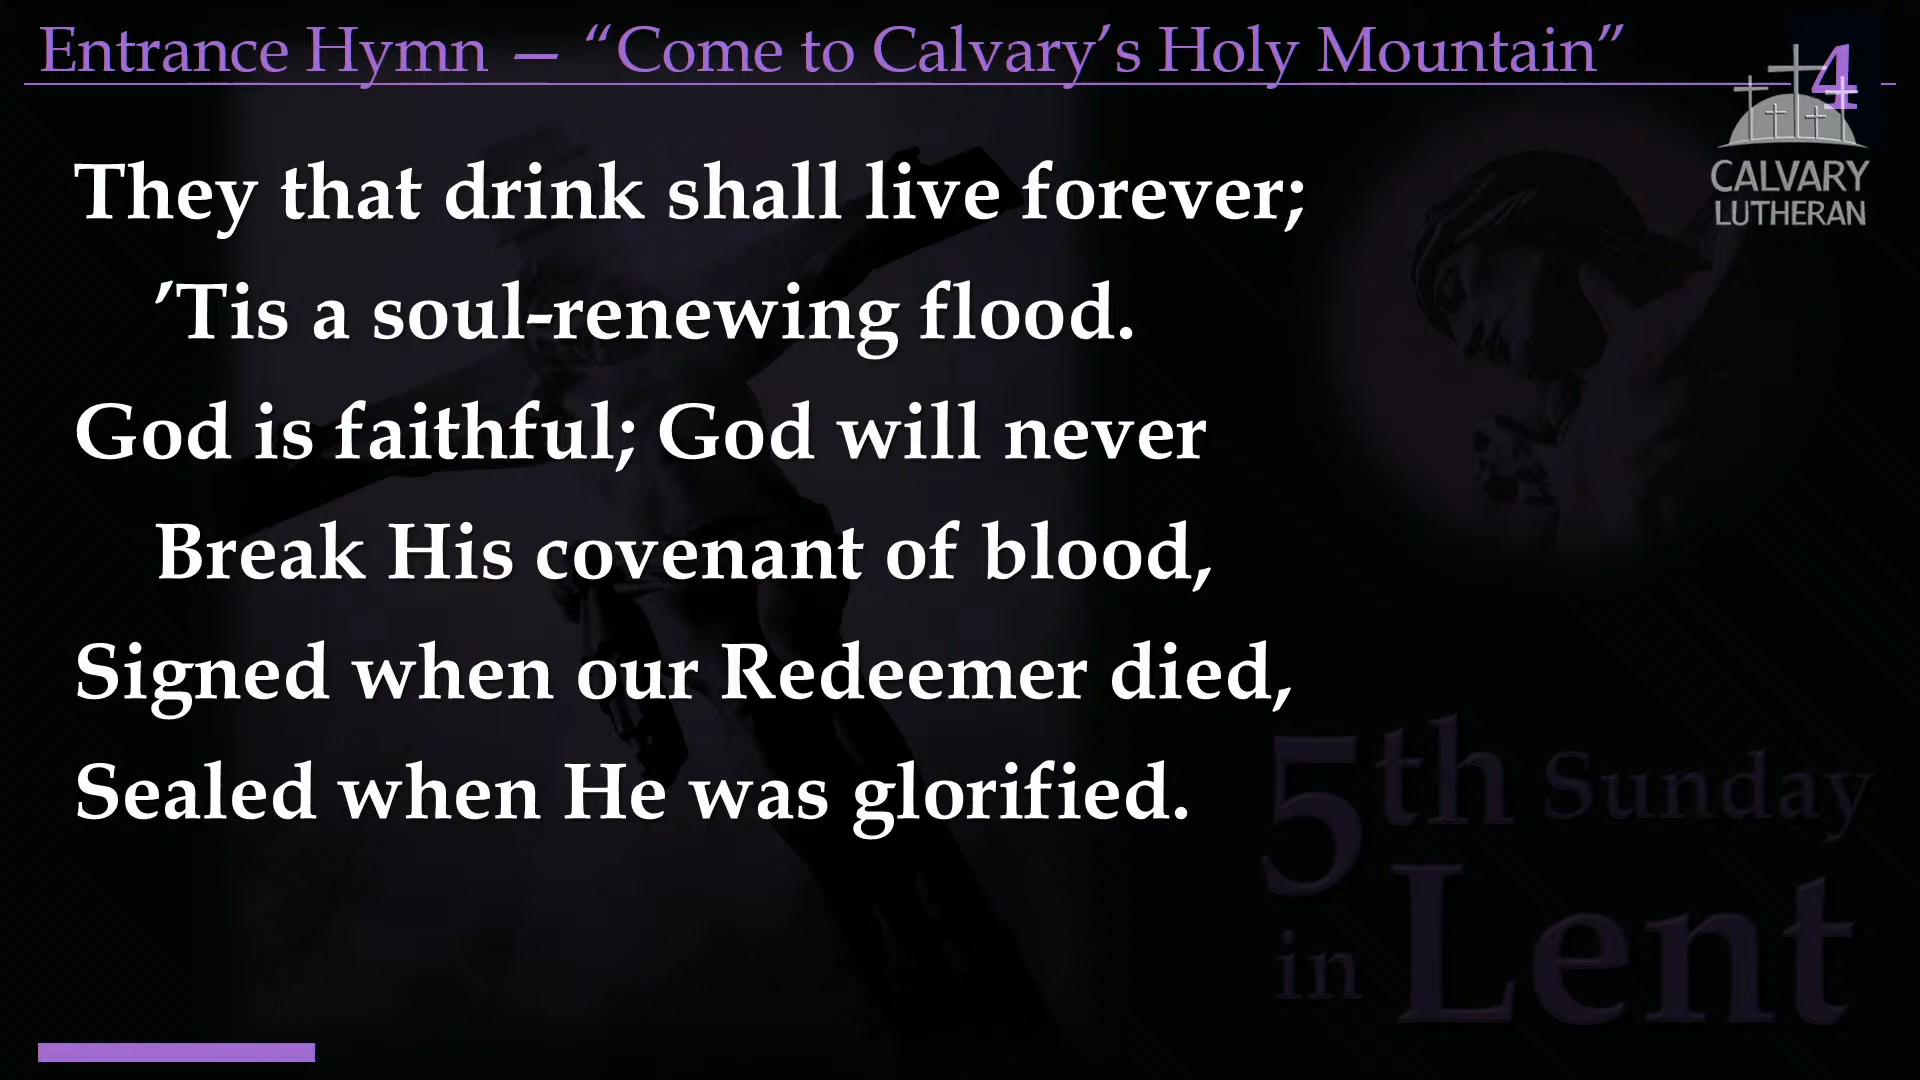 Entrance Hymn — “Come to Calvary’s Holy Mountain”
4
CALVARY
LUTHERAN
They that drink shall live forever;
’Tis a soul-renewing flood.
God is faithful; God will never
Break His covenant of blood,
Signed when our Redeemer died,
Sealed when He was glorified.
5th Sunday
in Lent